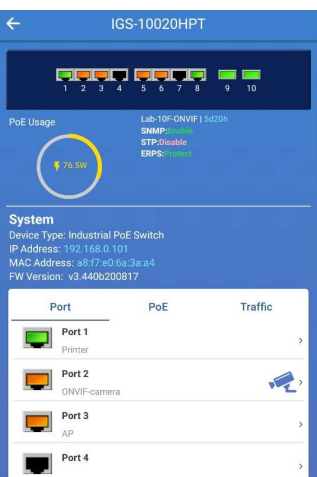 IGS-10020HPT
1 2 3 4 5 6 7 8 9 10
PoE Usage
76.5W
Lab-10F-ONVIF | 5d20h
SNMP:Enable
STP:Disable
ERPS:Protect
System
Device Type: Industrial PoE Switch
IP Address: 192.168.0.101
MAC Address: a8:f7:e0:6a:3a:a4
FW Version: v3.440b200817
Port PoE Traffic
Port 1
Printer
Port 2
ONVIF-camera
Port 3
AP
Port 4